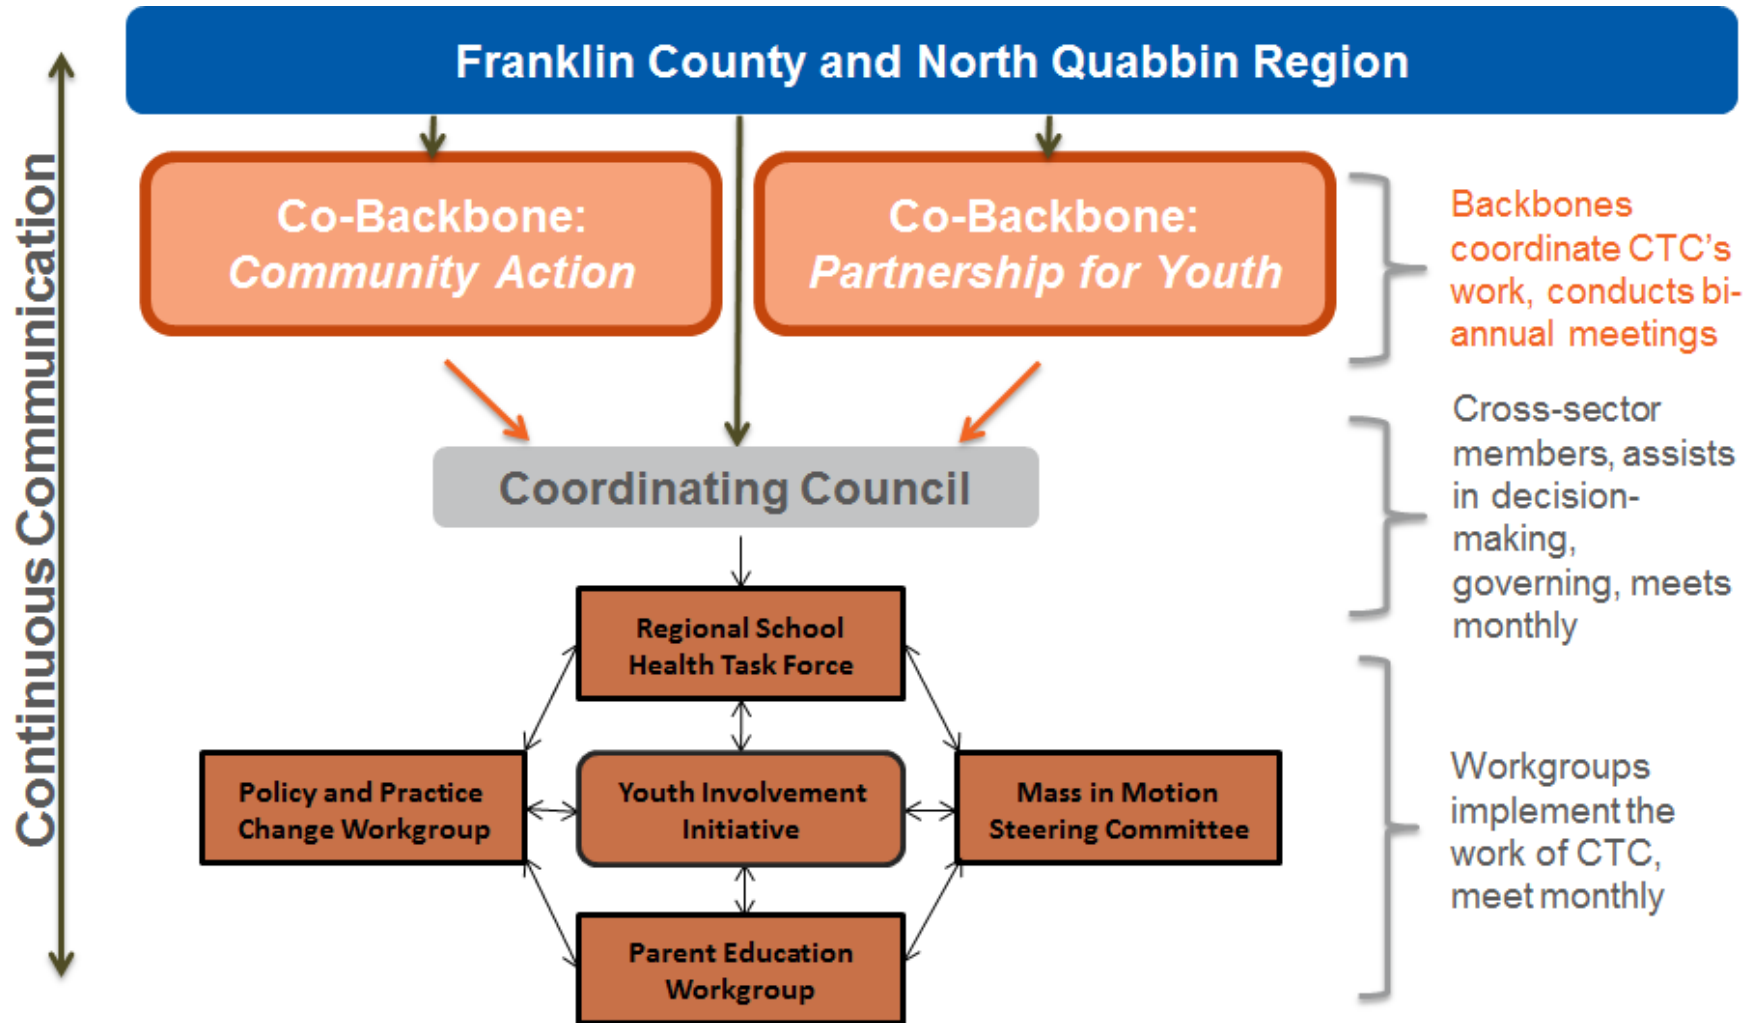 Franklin County and North Quabbin Region
Continuous Communication
Co-Backbone:
Community Action
Co-Backbone:
Partnership for Youth
Backbones
coordinate CTC's
work, conducts bi-
annual meetings
Coordinating Council
Cross-sector
members, assists
in decision-
making,
governing, meets
monthly
Regional School
Health Task Force
Policy and Practice
Change Workgroup
Youth Involvement
Initiative
Mass in Motion
Steering Committee
Parent Education
Workgroup
Workgroups
implement the
work of CTC,
meet monthly